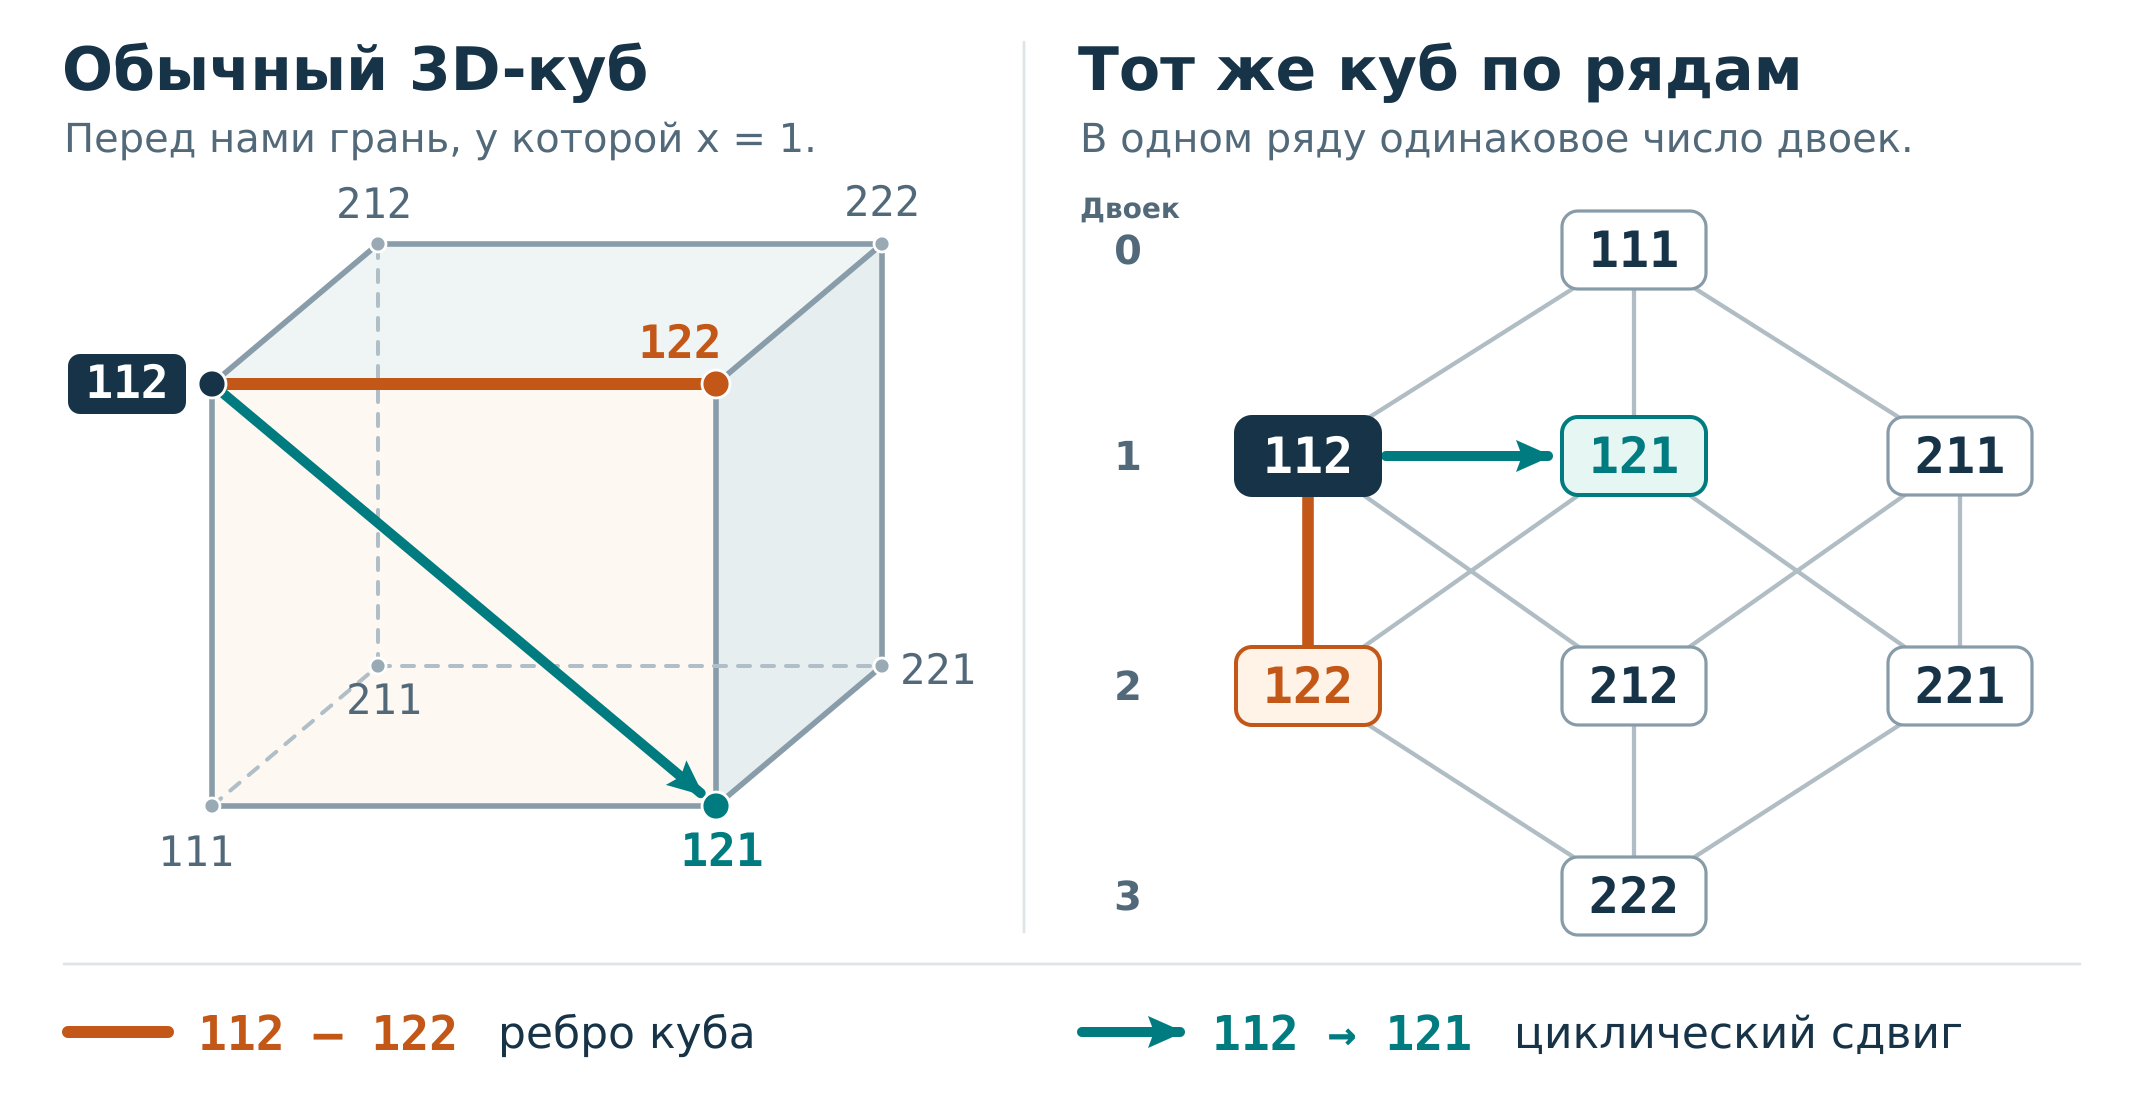 Обычный 3D-куб
Перед нами грань, у которой x = 1.
212
222
122
112
221
211
111
121
Тот же куб по рядам
В одном ряду одинаковое число двоек.
Двоек
0
111
1
112
121
211
2
122
212
221
3
222
112 — 122 ребро куба
112 → 121 циклический сдвиг